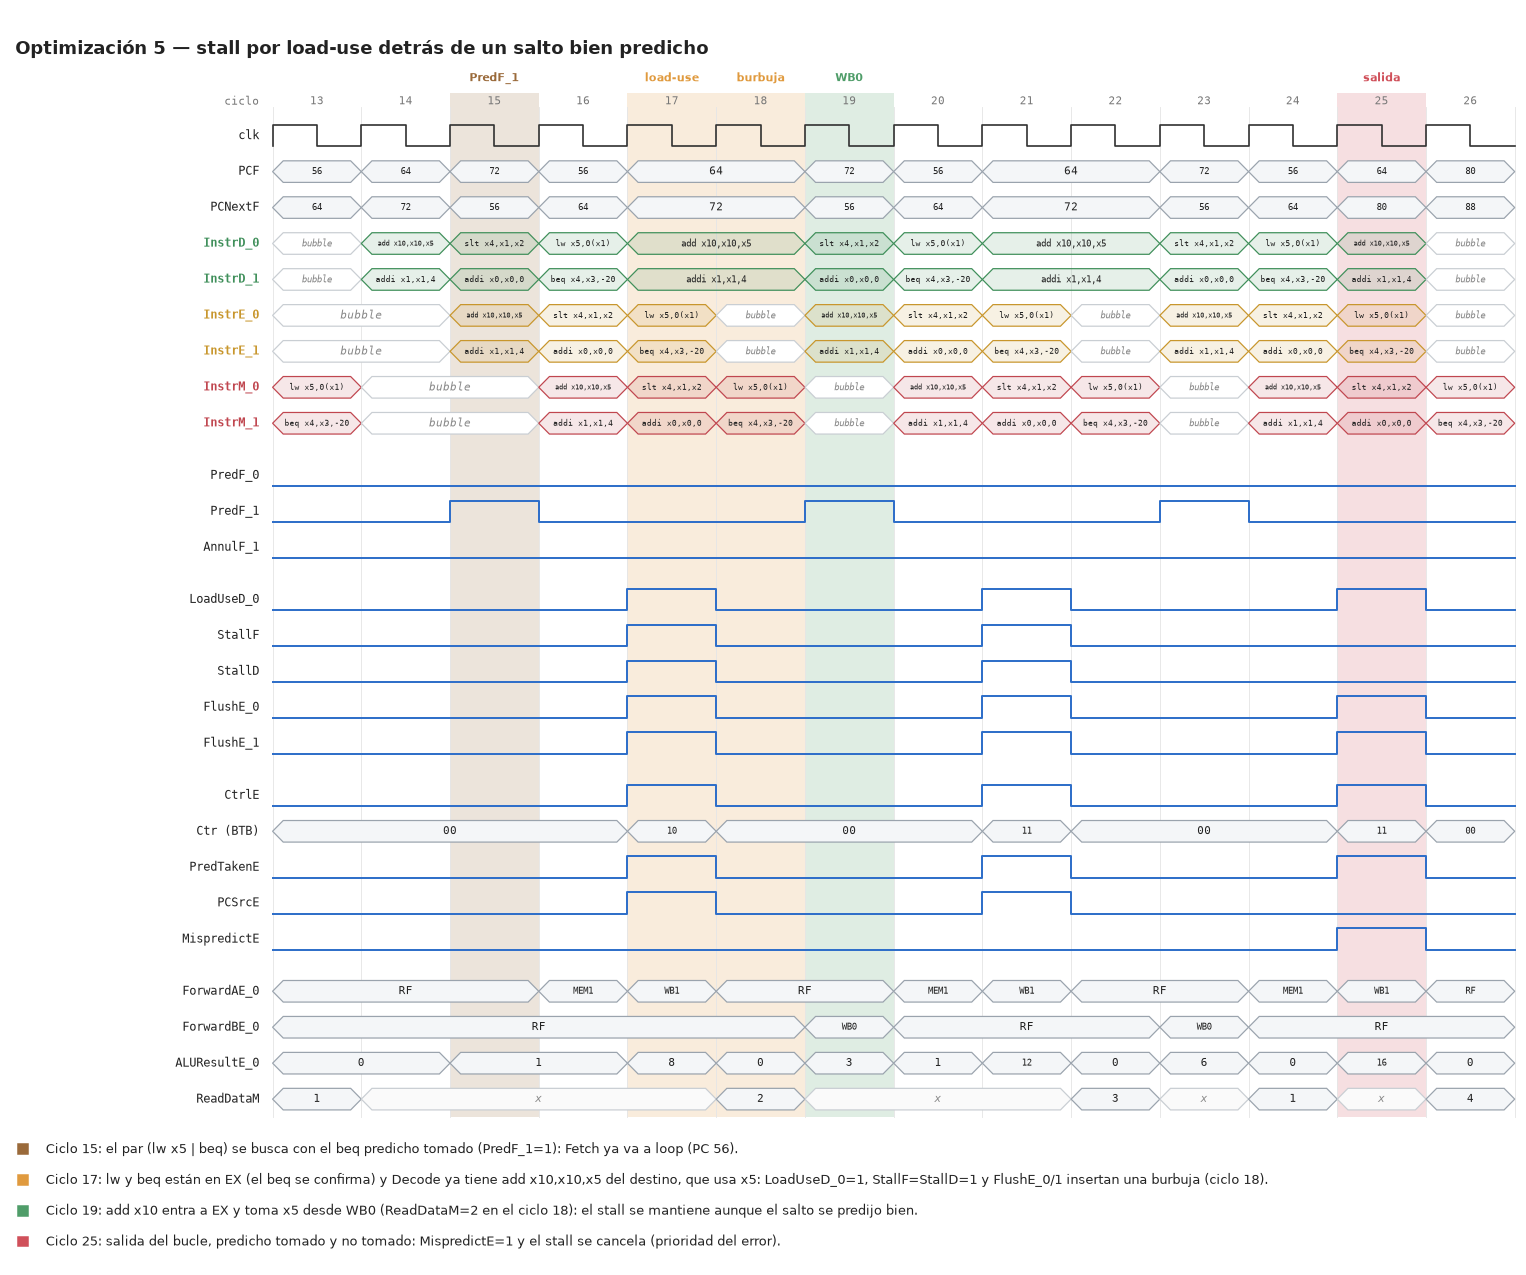 Optimización 5 — stall por load-use detrás de un salto bien predicho
PredF_1 load-use burbuja WB0 salida
ciclo 13 14 15 16 17 18 19 20 21 22 23 24 25 26
clk
PCF 56 64 72 56 64 72 56 64 72 56 64 80
PCNextF 64 72 56 64 72 56 64 72 56 64 80 88
InstrD_0 bubble add x10,x10,x5 slt x4,x1,x2 lw x5,0(x1) add x10,x10,x5 slt x4,x1,x2 lw x5,0(x1) add x10,x10,x5 slt x4,x1,x2 lw x5,0(x1) add x10,x10,x5 bubble
InstrD_1 bubble addi x1,x1,4 addi x0,x0,0 beq x4,x3,-20 addi x1,x1,4 addi x0,x0,0 beq x4,x3,-20 addi x1,x1,4 addi x0,x0,0 beq x4,x3,-20 addi x1,x1,4 bubble
InstrE_0 bubble add x10,x10,x5 slt x4,x1,x2 lw x5,0(x1) bubble add x10,x10,x5 slt x4,x1,x2 lw x5,0(x1) bubble add x10,x10,x5 slt x4,x1,x2 lw x5,0(x1) bubble
InstrE_1 bubble addi x1,x1,4 addi x0,x0,0 beq x4,x3,-20 bubble addi x1,x1,4 addi x0,x0,0 beq x4,x3,-20 bubble addi x1,x1,4 addi x0,x0,0 beq x4,x3,-20 bubble
InstrM_0 lw x5,0(x1) bubble add x10,x10,x5 slt x4,x1,x2 lw x5,0(x1) bubble add x10,x10,x5 slt x4,x1,x2 lw x5,0(x1) bubble add x10,x10,x5 slt x4,x1,x2 lw x5,0(x1)
InstrM_1 beq x4,x3,-20 bubble addi x1,x1,4 addi x0,x0,0 beq x4,x3,-20 bubble addi x1,x1,4 addi x0,x0,0 beq x4,x3,-20 bubble addi x1,x1,4 addi x0,x0,0 beq x4,x3,-20
PredF_0
PredF_1
AnnulF_1
LoadUseD_0
StallF
StallD
FlushE_0
FlushE_1
CtrlE
Ctr (BTB) 00 10 00 11 00 11 00
PredTakenE
PCSrcE
MispredictE
ForwardAE_0 RF MEM1 WB1 RF MEM1 WB1 RF MEM1 WB1 RF
ForwardBE_0 RF WB0 RF WB0 RF
ALUResultE_0 0 1 8 0 3 1 12 0 6 0 16 0
ReadDataM 1 x 2 x 3 x 1 x 4
Ciclo 15: el par (lw x5 | beq) se busca con el beq predicho tomado (PredF_1=1): Fetch ya va a loop (PC 56).
Ciclo 17: lw y beq están en EX (el beq se confirma) y Decode ya tiene add x10,x10,x5 del destino, que usa x5: LoadUseD_0=1, StallF=StallD=1 y FlushE_0/1 insertan una burbuja (ciclo 18).
Ciclo 19: add x10 entra a EX y toma x5 desde WB0 (ReadDataM=2 en el ciclo 18): el stall se mantiene aunque el salto se predijo bien.
Ciclo 25: salida del bucle, predicho tomado y no tomado: MispredictE=1 y el stall se cancela (prioridad del error).